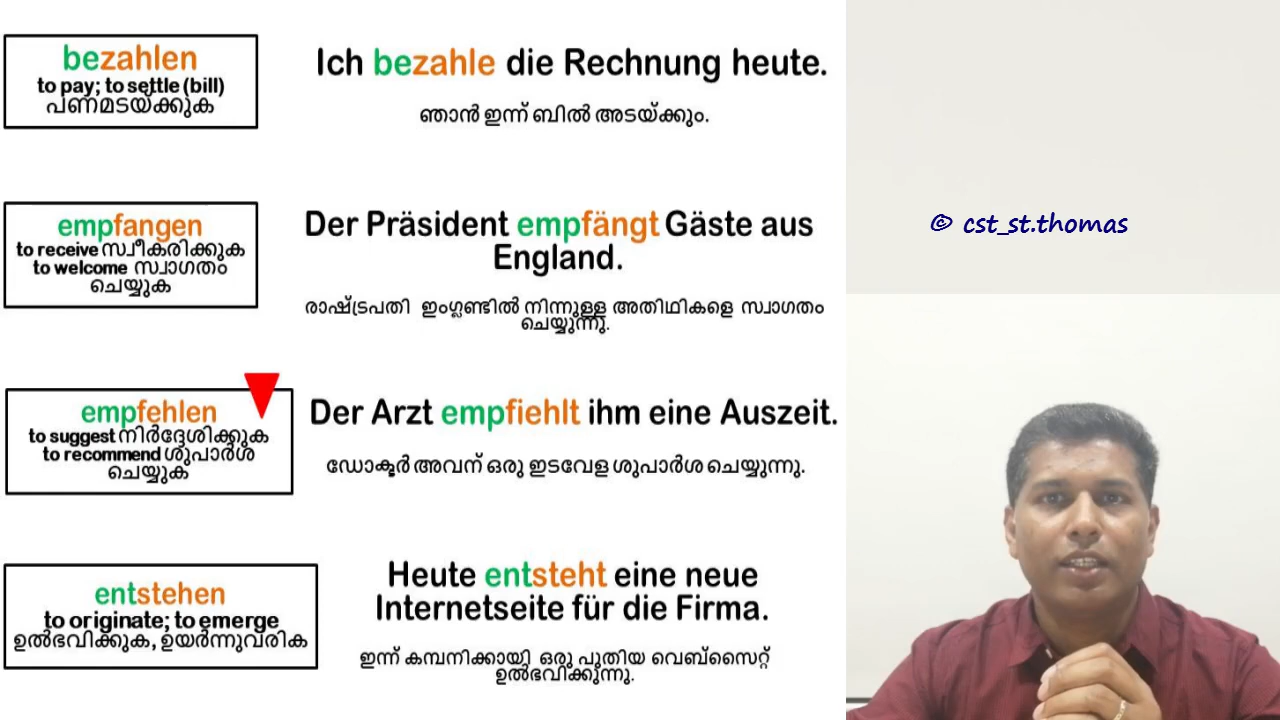 bezahlen
to pay; to settle (bill)
പണമടയ്ക്കുക
Ich bezahle die Rechnung heute.
ഞാൻ ഇന്ന് ബിൽ അടയ്ക്കും.
empfangen
to receive സ്വീകരിക്കുക
to welcome സ്വാഗതം
ചെയ്യുക
Der Präsident empfängt Gäste aus
England.
രാഷ്ട്രപതി ഇംഗ്ലണ്ടിൽ നിന്നുള്ള അതിഥികളെ സ്വാഗതം
ചെയ്യുന്നു.
empfehlen
to suggest നിർദ്ദേശിക്കുക
to recommend ശുപാർശ
ചെയ്യുക
Der Arzt empfiehlt ihm eine Auszeit.
ഡോക്ടർ അവന് ഒരു ഇടവേള ശുപാർശ ചെയ്യുന്നു.
entstehen
to originate; to emerge
ഉൽഭവിക്കുക, ഉയർന്നുവരിക
Heute entsteht eine neue
Internetseite für die Firma.
ഇന്ന് കമ്പനിക്കായി ഒരു പുതിയ വെബ്സൈറ്റ്
ഉൽഭവിക്കുന്നു.
© cst_st.thomas